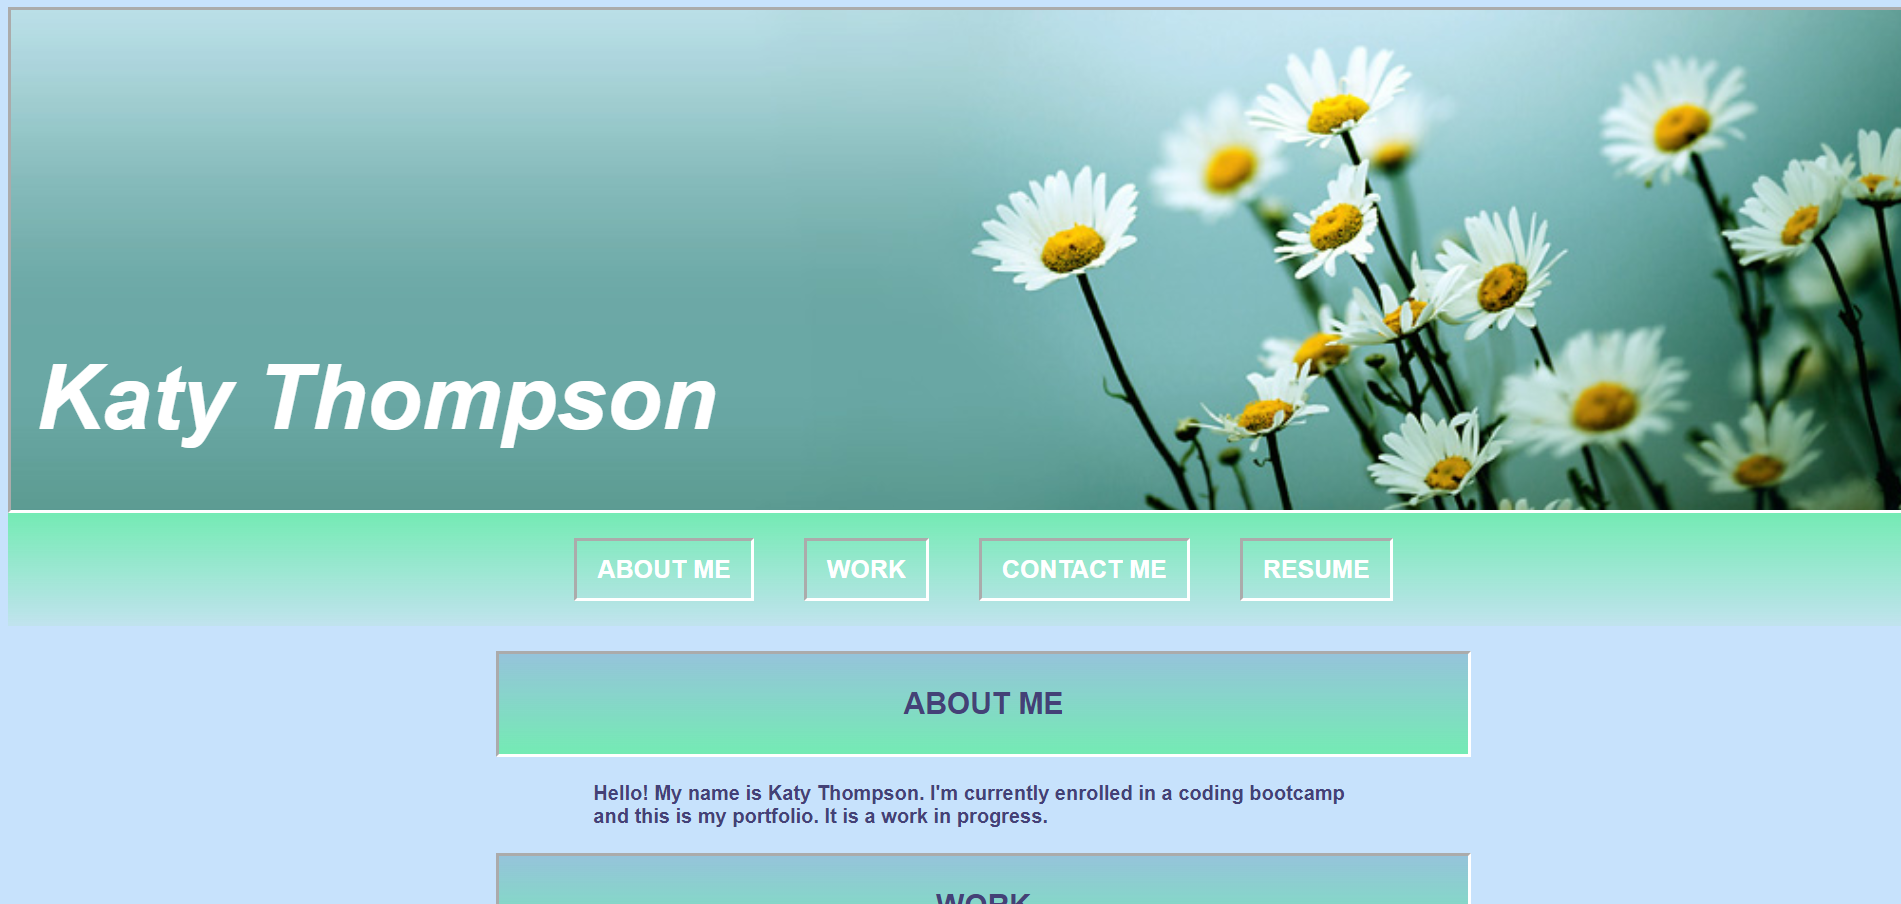 Katy Thompson
ABOUT ME
WORK
CONTACT ME
RESUME
ABOUT ME
Hello! My name is Katy Thompson. I'm currently enrolled in a coding bootcamp
and this is my portfolio. It is a work in progress.
WORK